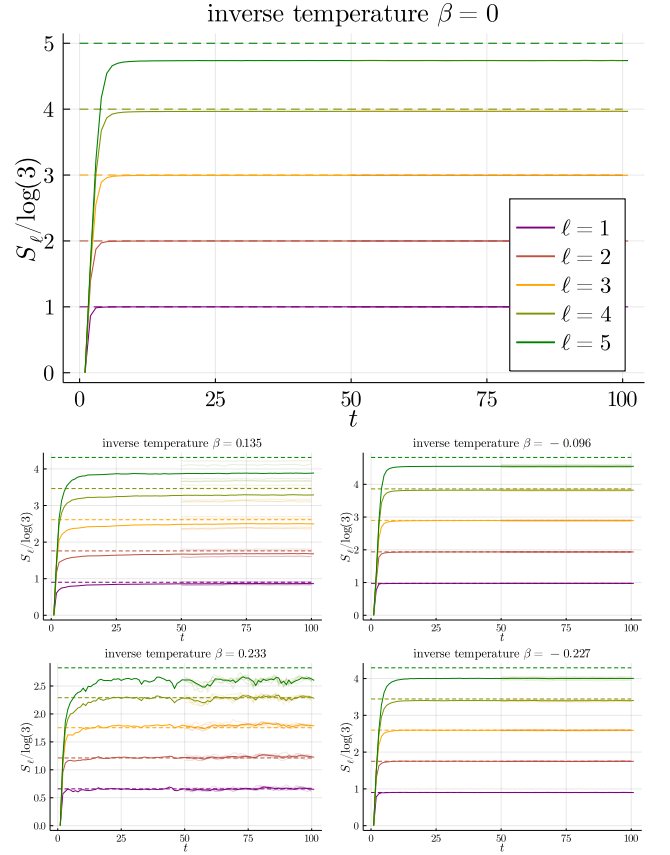 inverse temperature β = 0
S_ℓ/log(3)
5
4
3
2
1
0
ℓ = 1
ℓ = 2
ℓ = 3
ℓ = 4
ℓ = 5
0 25 50 75 100
t
inverse temperature β = 0.135
S_ℓ/log(3)
4
3
2
1
0
0 25 50 75 100
t
inverse temperature β = − 0.096
S_ℓ/log(3)
4
3
2
1
0
0 25 50 75 100
t
inverse temperature β = 0.233
S_ℓ/log(3)
2.5
2.0
1.5
1.0
0.5
0.0
0 25 50 75 100
t
inverse temperature β = − 0.227
S_ℓ/log(3)
4
3
2
1
0
0 25 50 75 100
t